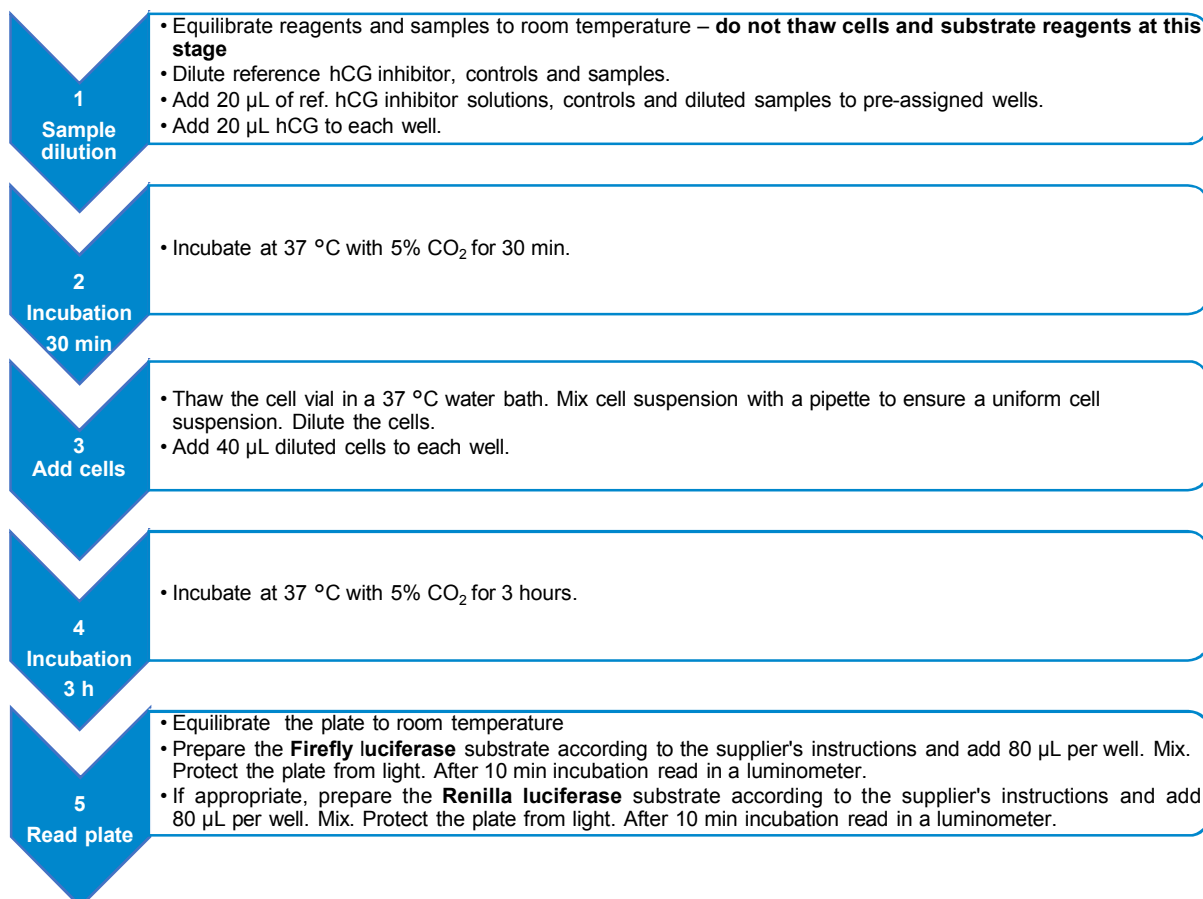 1
Sample
dilution
• Equilibrate reagents and samples to room temperature – do not thaw cells and substrate reagents at this
stage
• Dilute reference hCG inhibitor, controls and samples.
• Add 20 µL of ref. hCG inhibitor solutions, controls and diluted samples to pre-assigned wells.
• Add 20 µL hCG to each well.
2
Incubation
30 min
• Incubate at 37 °C with 5% CO₂ for 30 min.
3
Add cells
• Thaw the cell vial in a 37 °C water bath. Mix cell suspension with a pipette to ensure a uniform cell
suspension. Dilute the cells.
• Add 40 µL diluted cells to each well.
4
Incubation
3 h
• Incubate at 37 °C with 5% CO₂ for 3 hours.
5
Read plate
• Equilibrate the plate to room temperature
• Prepare the Firefly luciferase substrate according to the supplier's instructions and add 80 µL per well. Mix.
Protect the plate from light. After 10 min incubation read in a luminometer.
• If appropriate, prepare the Renilla luciferase substrate according to the supplier's instructions and add
80 µL per well. Mix. Protect the plate from light. After 10 min incubation read in a luminometer.